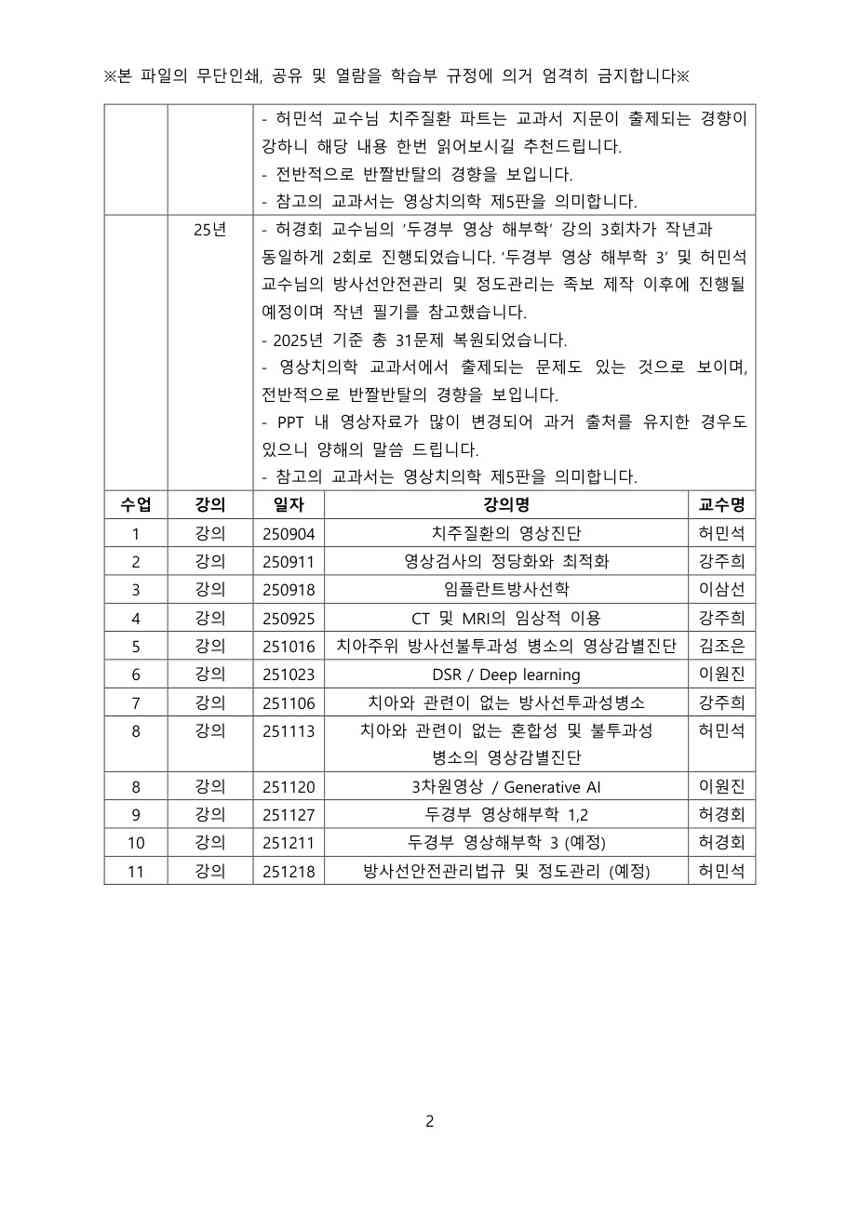 ※본 파일의 무단인쇄, 공유 및 열람을 학습부 규정에 의거 엄격히 금지합니다※
- 허민석 교수님 치주질환 파트는 교과서 지문이 출제되는 경향이
강하니 해당 내용 한번 읽어보시길 추천드립니다.
- 전반적으로 반짤반탈의 경향을 보입니다.
- 참고의 교과서는 영상치의학 제5판을 의미합니다.
25년 - 허경회 교수님의 ‘두경부 영상 해부학’ 강의 3회차가 작년과
동일하게 2회로 진행되었습니다. ‘두경부 영상 해부학 3’ 및 허민석
교수님의 방사선안전관리 및 정도관리는 족보 제작 이후에 진행될
예정이며 작년 필기를 참고했습니다.
- 2025년 기준 총 31문제 복원되었습니다.
- 영상치의학 교과서에서 출제되는 문제도 있는 것으로 보이며,
전반적으로 반짤반탈의 경향을 보입니다.
- PPT 내 영상자료가 많이 변경되어 과거 출처를 유지한 경우도
있으니 양해의 말씀 드립니다.
- 참고의 교과서는 영상치의학 제5판을 의미합니다.
수업 강의 일자 강의명 교수명
1 강의 250904 치주질환의 영상진단 허민석
2 강의 250911 영상검사의 정당화와 최적화 강주희
3 강의 250918 임플란트방사선학 이삼선
4 강의 250925 CT 및 MRI의 임상적 이용 강주희
5 강의 251016 치아주위 방사선불투과성 병소의 영상감별진단 김조은
6 강의 251023 DSR / Deep learning 이원진
7 강의 251106 치아와 관련이 없는 방사선투과성병소 강주희
8 강의 251113 치아와 관련이 없는 혼합성 및 불투과성 허민석
병소의 영상감별진단
8 강의 251120 3차원영상 / Generative AI 이원진
9 강의 251127 두경부 영상해부학 1,2 허경회
10 강의 251211 두경부 영상해부학 3 (예정) 허경회
11 강의 251218 방사선안전관리법규 및 정도관리 (예정) 허민석
2